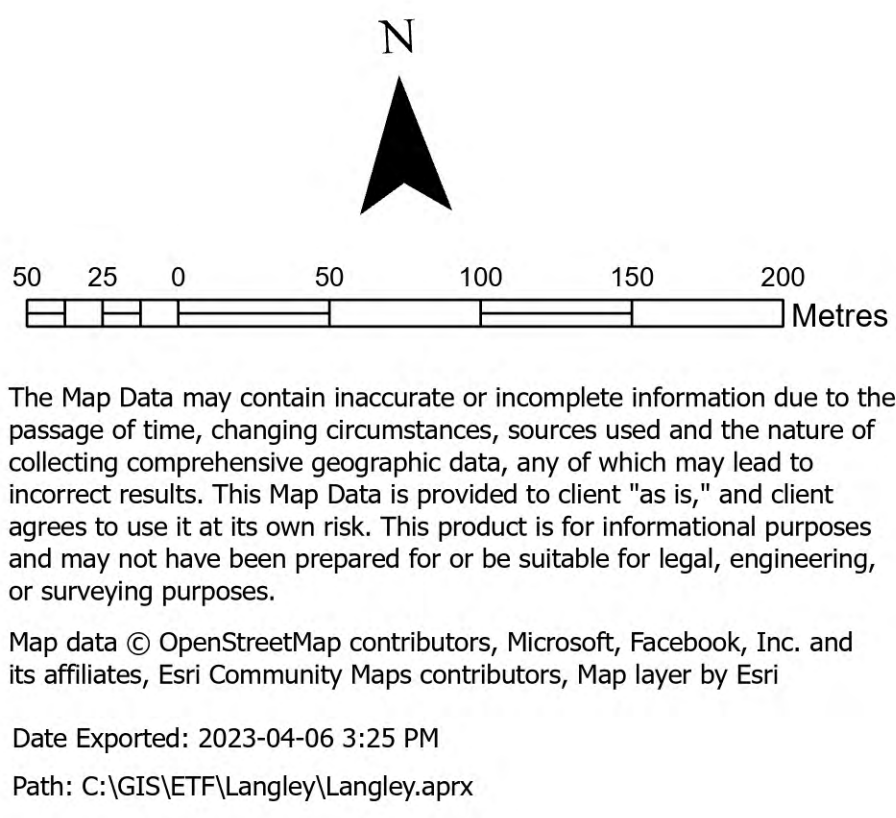 N
50 25 0 50 100 150 200
Metres
The Map Data may contain inaccurate or incomplete information due to the
passage of time, changing circumstances, sources used and the nature of
collecting comprehensive geographic data, any of which may lead to
incorrect results. This Map Data is provided to client "as is," and client
agrees to use it at its own risk. This product is for informational purposes
and may not have been prepared for or be suitable for legal, engineering,
or surveying purposes.
Map data © OpenStreetMap contributors, Microsoft, Facebook, Inc. and
its affiliates, Esri Community Maps contributors, Map layer by Esri
Date Exported: 2023-04-06 3:25 PM
Path: C:\GIS\ETF\Langley\Langley.aprx